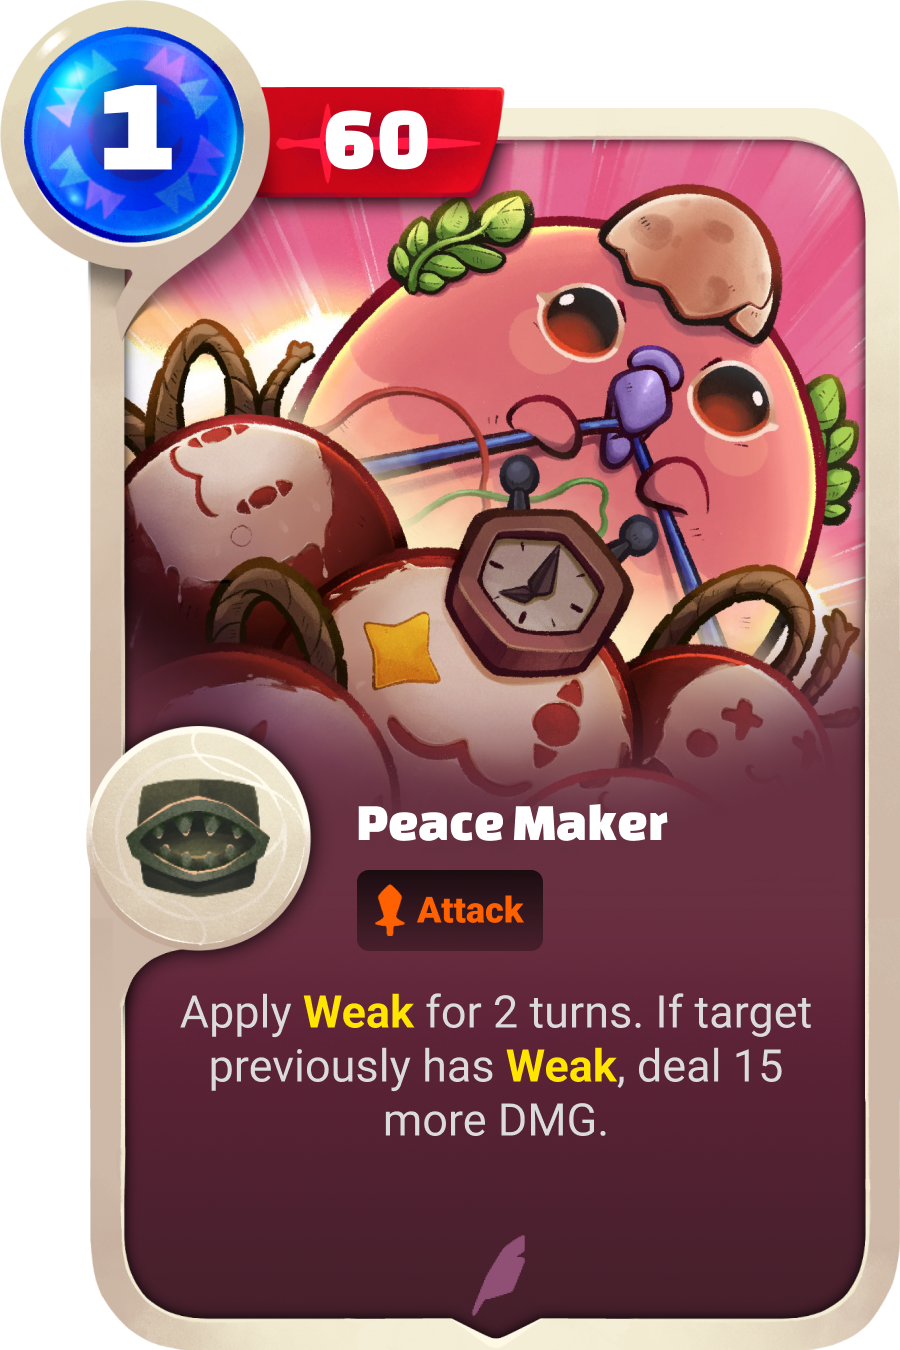 1
60
Peace Maker
Attack
Apply Weak for 2 turns. If target
previously has Weak, deal 15
more DMG.